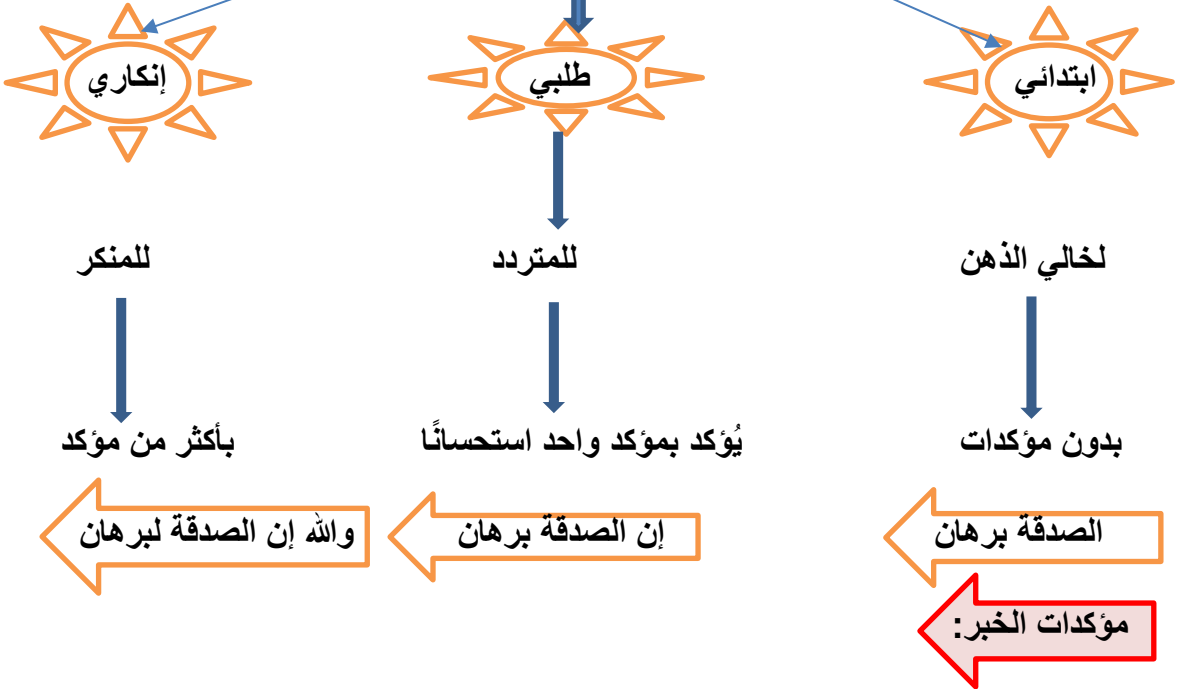 ابتدائي
طلبي
إنكاري
لخالي الذهن
للمتردد
للمنكر
بدون مؤكدات
يُؤكد بمؤكد واحد استحسانًا
بأكثر من مؤكد
الصدقة برهان
إن الصدقة برهان
والله إن الصدقة لبرهان
مؤكدات الخبر: